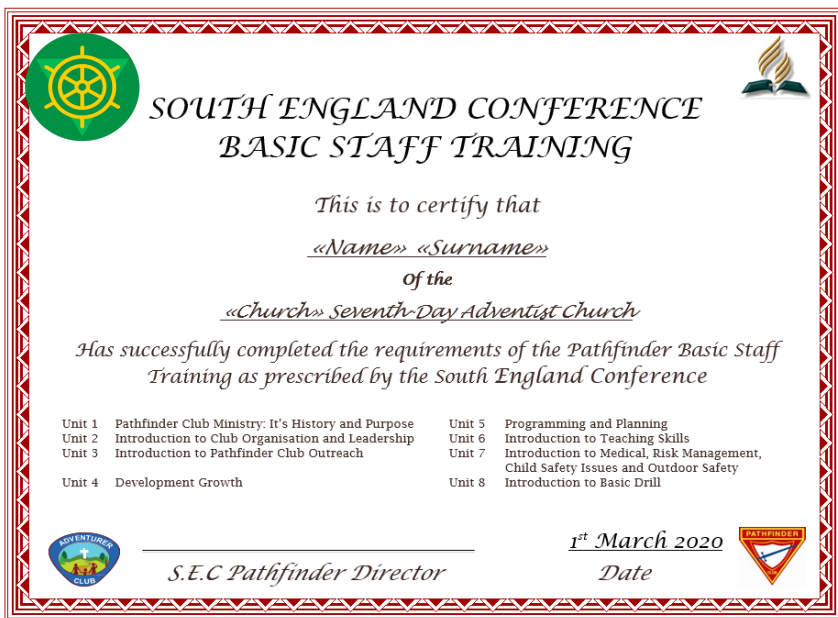 SOUTH ENGLAND CONFERENCE
BASIC STAFF TRAINING
This is to certify that
«Name» «Surname»
Of the
«Church» Seventh-Day Adventist Church
Has successfully completed the requirements of the Pathfinder Basic Staff
Training as prescribed by the South England Conference
Unit 1 Pathfinder Club Ministry: It's History and Purpose
Unit 2 Introduction to Club Organisation and Leadership
Unit 3 Introduction to Pathfinder Club Outreach
Unit 4 Development Growth
Unit 5 Programming and Planning
Unit 6 Introduction to Teaching Skills
Unit 7 Introduction to Medical, Risk Management,
Child Safety Issues and Outdoor Safety
Unit 8 Introduction to Basic Drill
ADVENTURER
CLUB
S.E.C Pathfinder Director
1st March 2020
Date
PATHFINDER